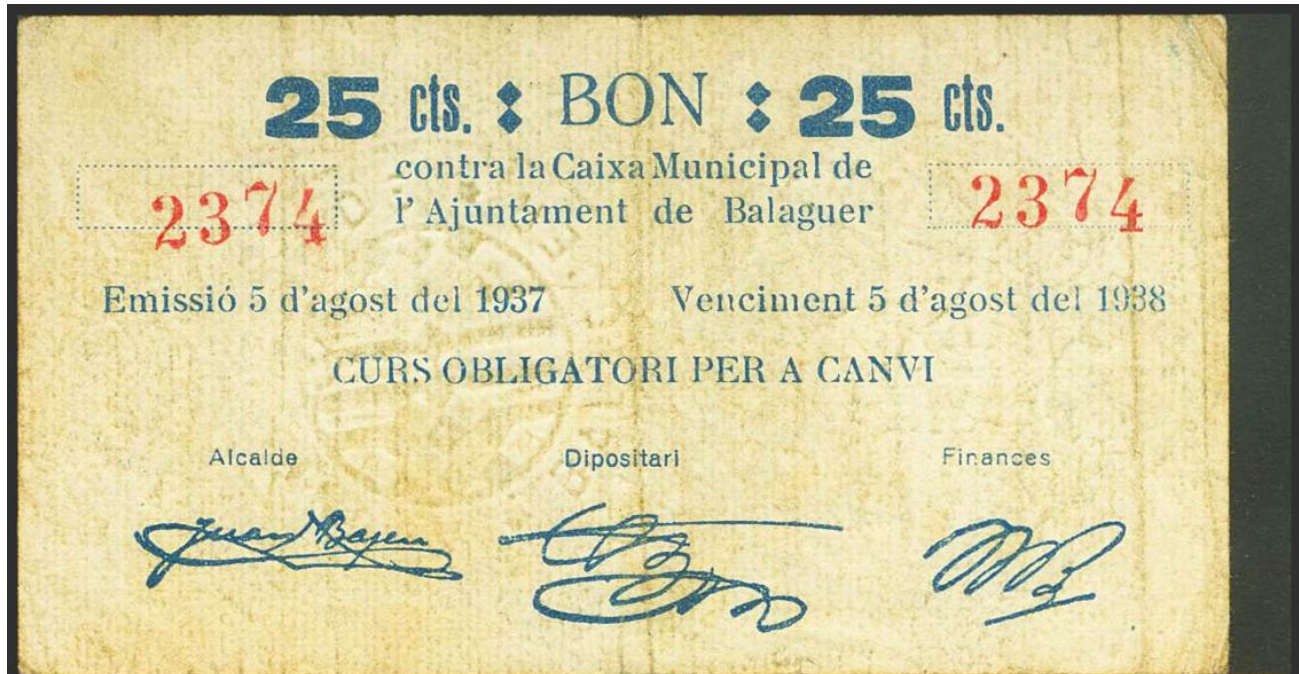 25 cts. : BON : 25 cts.
contra la Caixa Municipal de
l'Ajuntament de Balaguer
2374
2374
Emissió 5 d'agost del 1937
Venciment 5 d'agost del 1938
CURS OBLIGATORI PER A CANVI
Alcalde
Dipositari
Finances